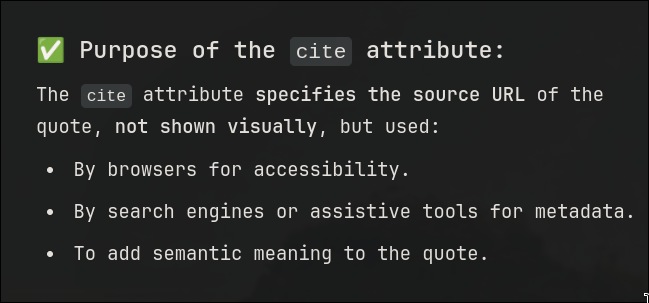 ✅ Purpose of the cite attribute:
The cite attribute specifies the source URL of the
quote, not shown visually, but used:
• By browsers for accessibility.
• By search engines or assistive tools for metadata.
• To add semantic meaning to the quote.